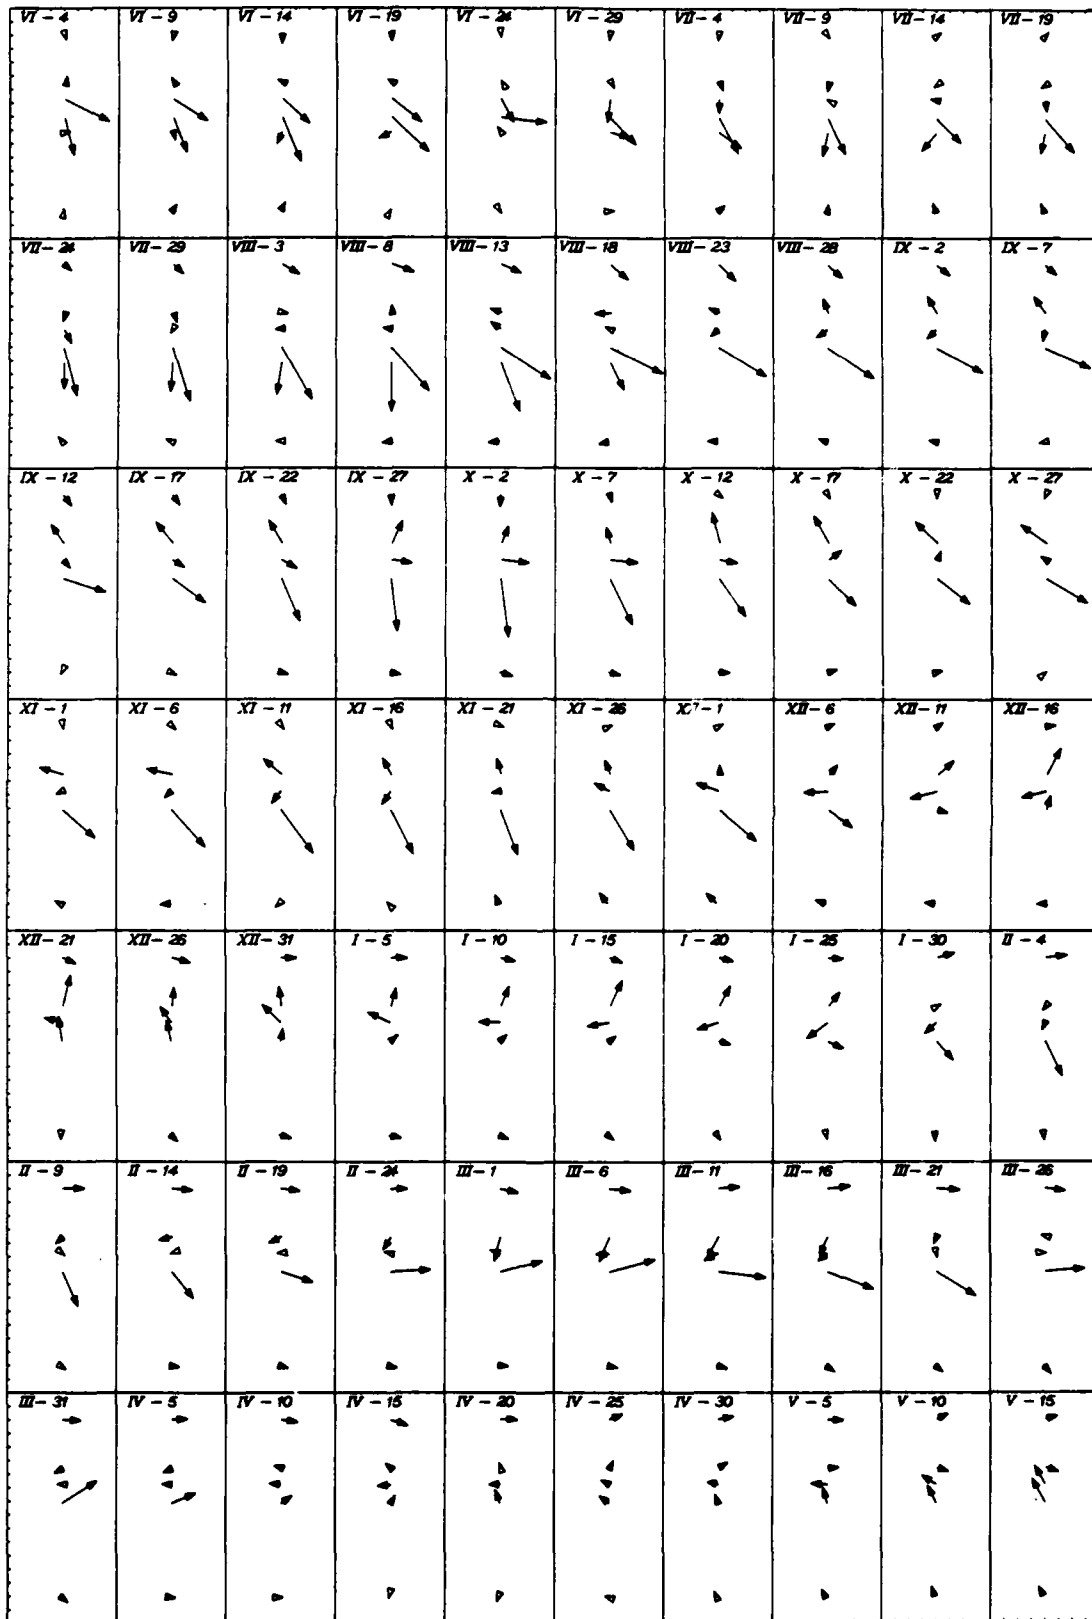 VI-4 VI-9 VI-14 VI-19 VI-24 VI-29 VII-4 VII-9 VII-14 VII-19
VII-24 VII-29 VIII-3 VIII-8 VIII-13 VIII-18 VIII-23 VIII-28 IX-2 IX-7
IX-12 IX-17 IX-22 IX-27 X-2 X-7 X-12 X-17 X-22 X-27
XI-1 XI-6 XI-11 XI-16 XI-21 XI-26 XII-1 XII-6 XII-11 XII-16
XII-21 XII-26 XII-31 I-5 I-10 I-15 I-20 I-25 I-30 II-4
II-9 II-14 II-19 II-24 III-1 III-6 III-11 III-16 III-21 III-26
III-31 IV-5 IV-10 IV-15 IV-20 IV-25 IV-30 V-5 V-10 V-15